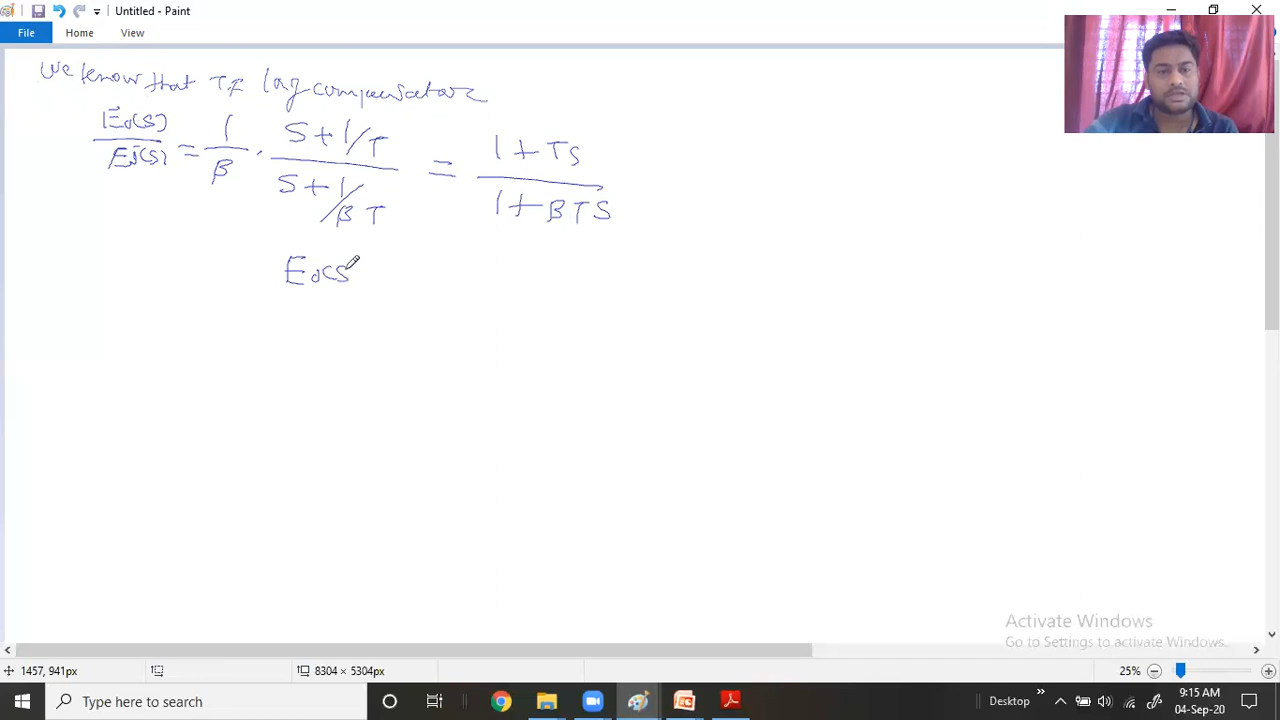 Untitled - Paint
File Home View
We know that TF lag compensator
Eo(s)/Ei(s) = 1/β . (S+1/T)/(S+1/βT) = (1+TS)/(1+βTS)
Eo(s
Activate Windows
Go to Settings to activate Windows.
1457, 941px 8304 × 5304px 25%
Type here to search
Desktop
9:15 AM
04-Sep-20